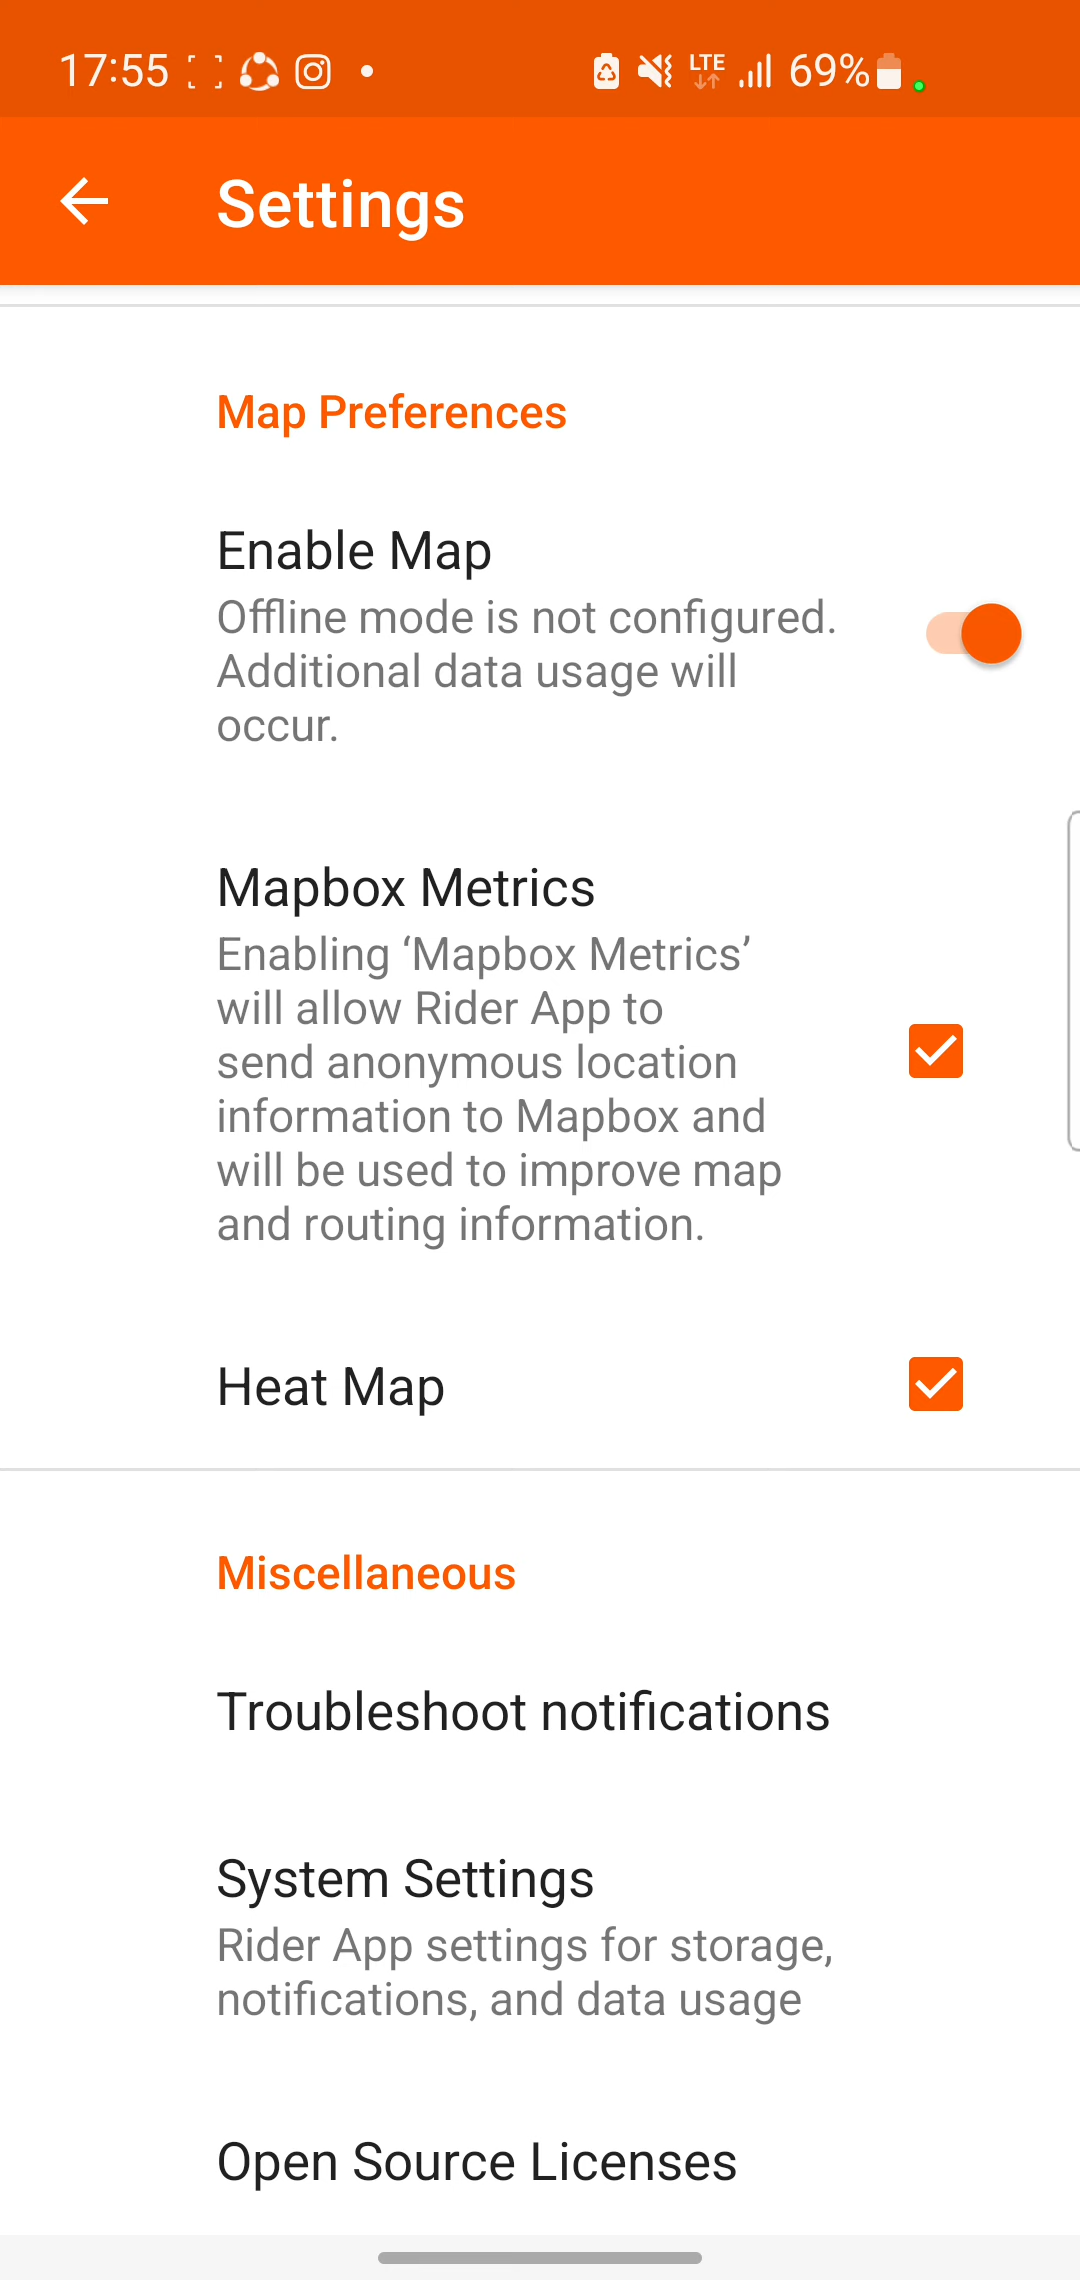 17:55
LTE 69%
Settings
Map Preferences
Enable Map
Offline mode is not configured.
Additional data usage will
occur.
Mapbox Metrics
Enabling ‘Mapbox Metrics’
will allow Rider App to
send anonymous location
information to Mapbox and
will be used to improve map
and routing information.
Heat Map
Miscellaneous
Troubleshoot notifications
System Settings
Rider App settings for storage,
notifications, and data usage
Open Source Licenses